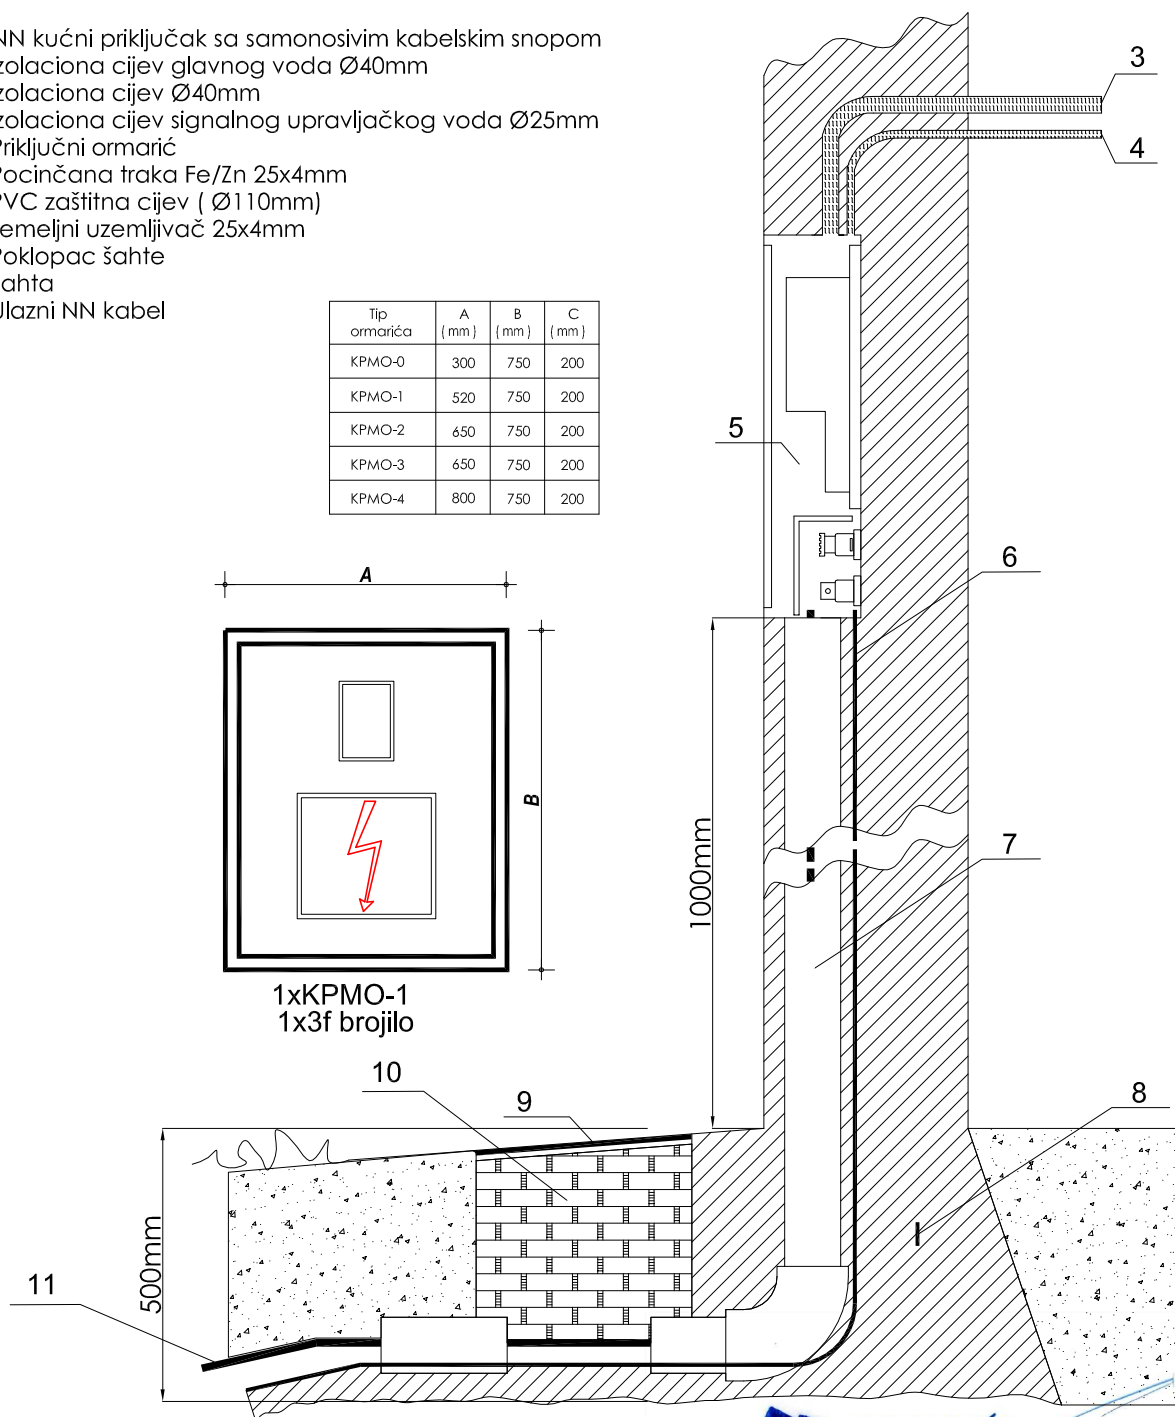 NN kućni priključak sa samonosivim kabelskim snopom
zolaciona cijev glavnog voda Ø40mm
zolaciona cijev Ø40mm
zolaciona cijev signalnog upravljačkog voda Ø25mm
Priključni ormarić
Pocinčana traka Fe/Zn 25x4mm
PVC zaštitna cijev ( Ø110mm)
emeljni uzemljivač 25x4mm
Poklopac šahte
ahta
Ulazni NN kabel
Tip ormarića A (mm) B (mm) C (mm)
KPMO-0 300 750 200
KPMO-1 520 750 200
KPMO-2 650 750 200
KPMO-3 650 750 200
KPMO-4 800 750 200
3
4
5
6
A
B
1xKPMO-1
1x3f brojilo
1000mm
7
10
9
8
500mm
11